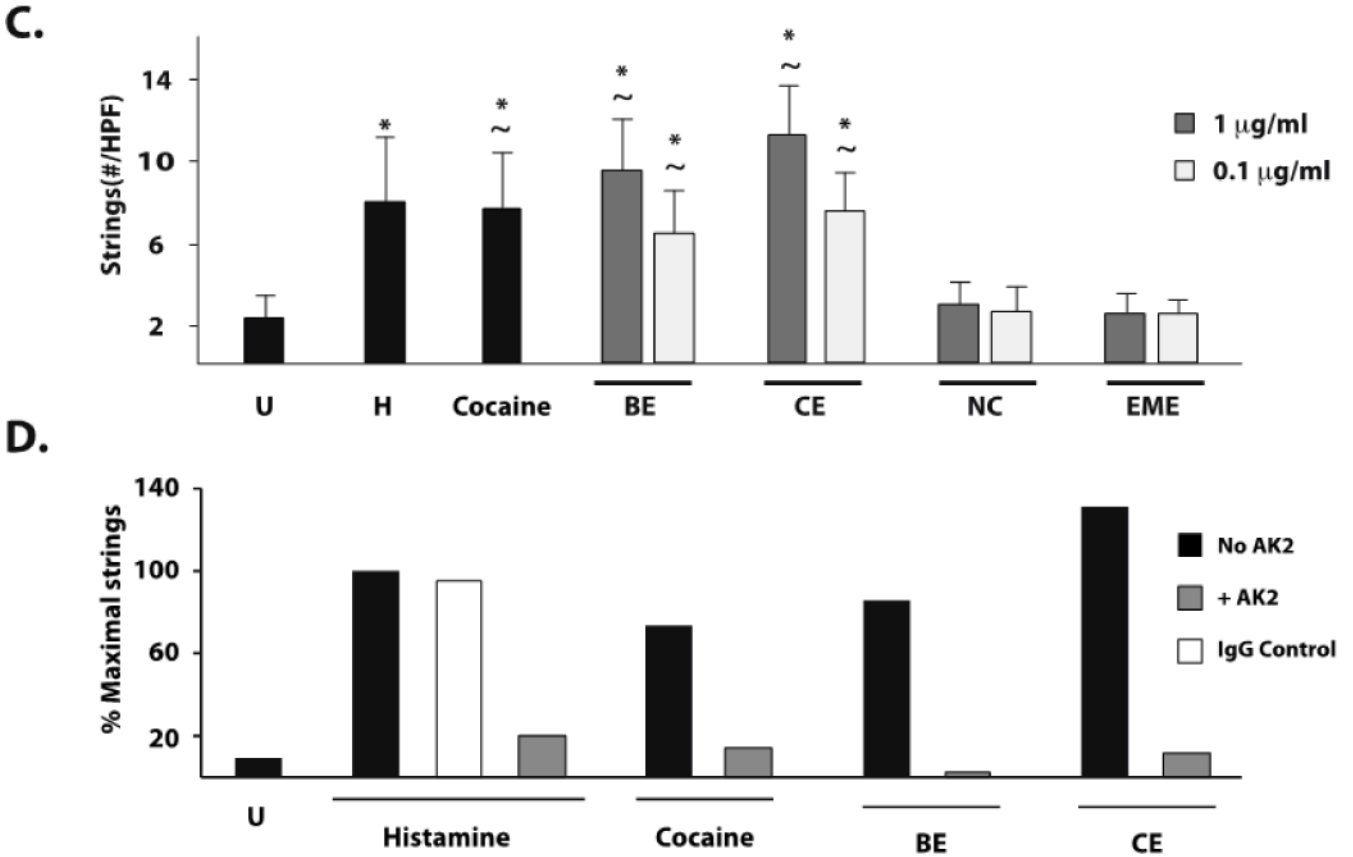 C.
Strings(#/HPF)
14
10
6
2
*
* ~
* ~
* ~
* ~
* ~
1 μg/ml
0.1 μg/ml
U H Cocaine BE CE NC EME
D.
% Maximal strings
140
100
60
20
No AK2
+ AK2
IgG Control
U Histamine Cocaine BE CE